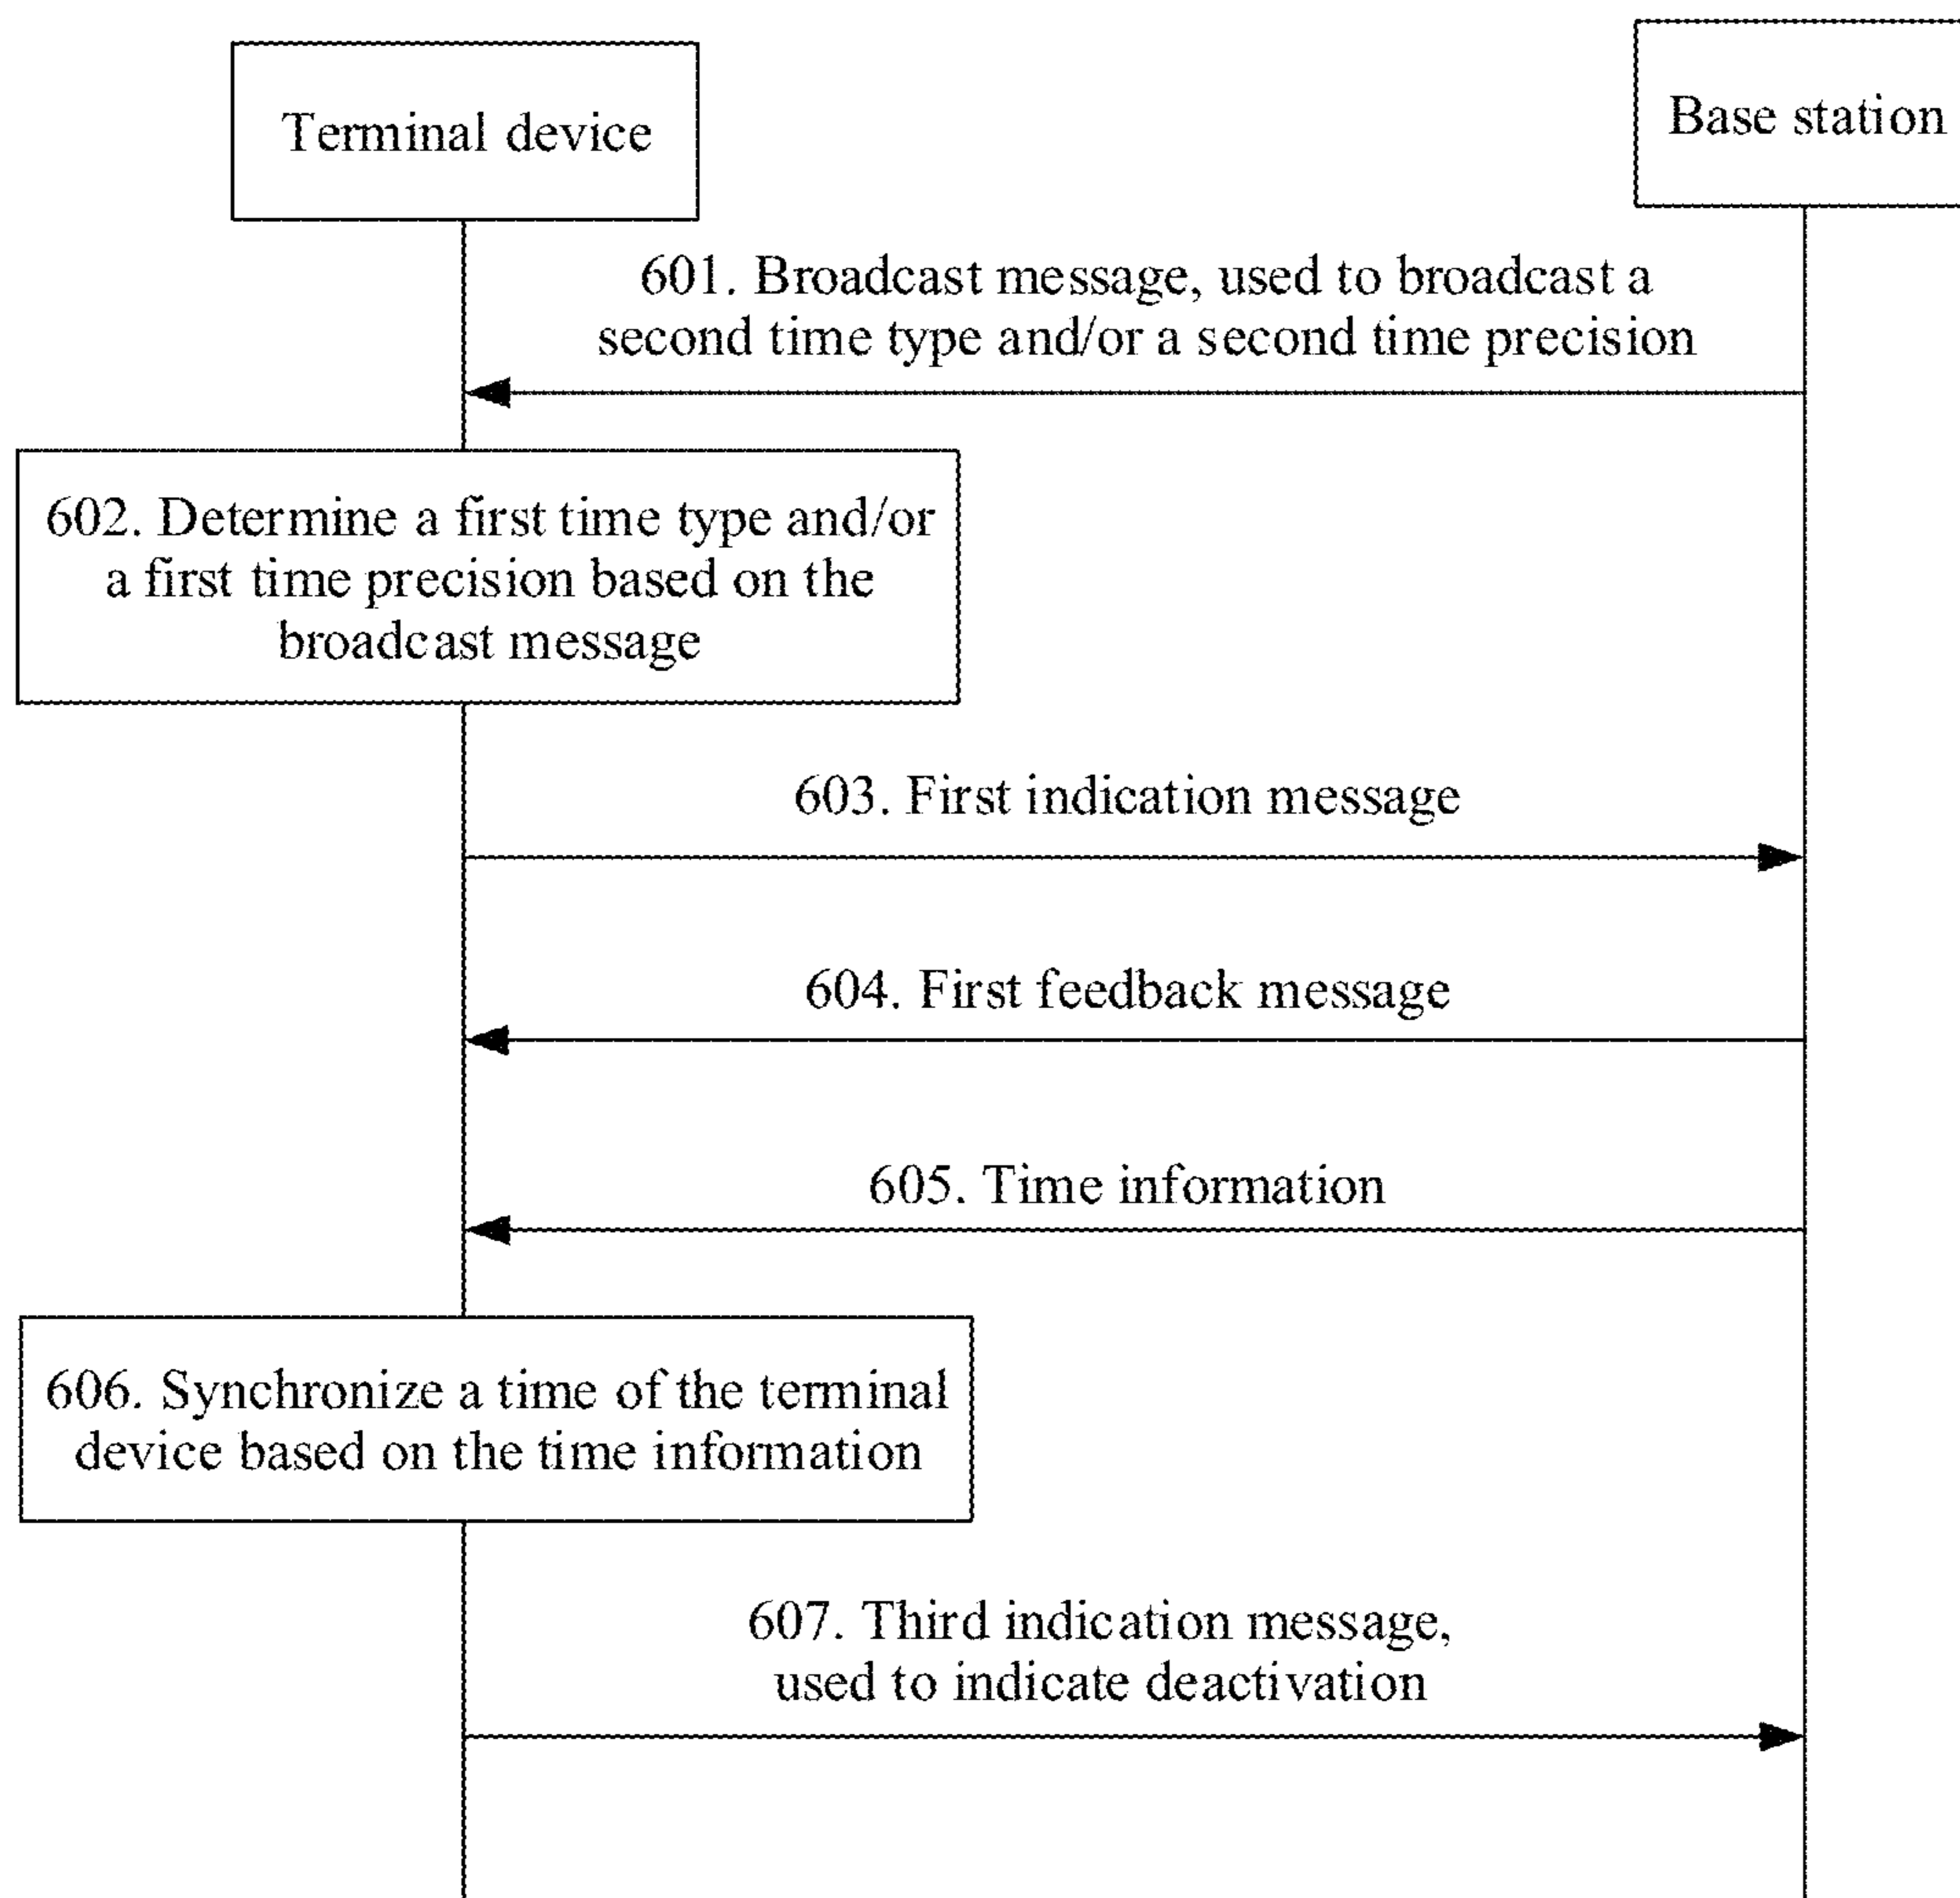 Terminal device
Base station
601. Broadcast message, used to broadcast a
second time type and/or a second time precision
602. Determine a first time type and/or
a first time precision based on the
broadcast message
603. First indication message
604. First feedback message
605. Time information
606. Synchronize a time of the terminal
device based on the time information
607. Third indication message,
used to indicate deactivation